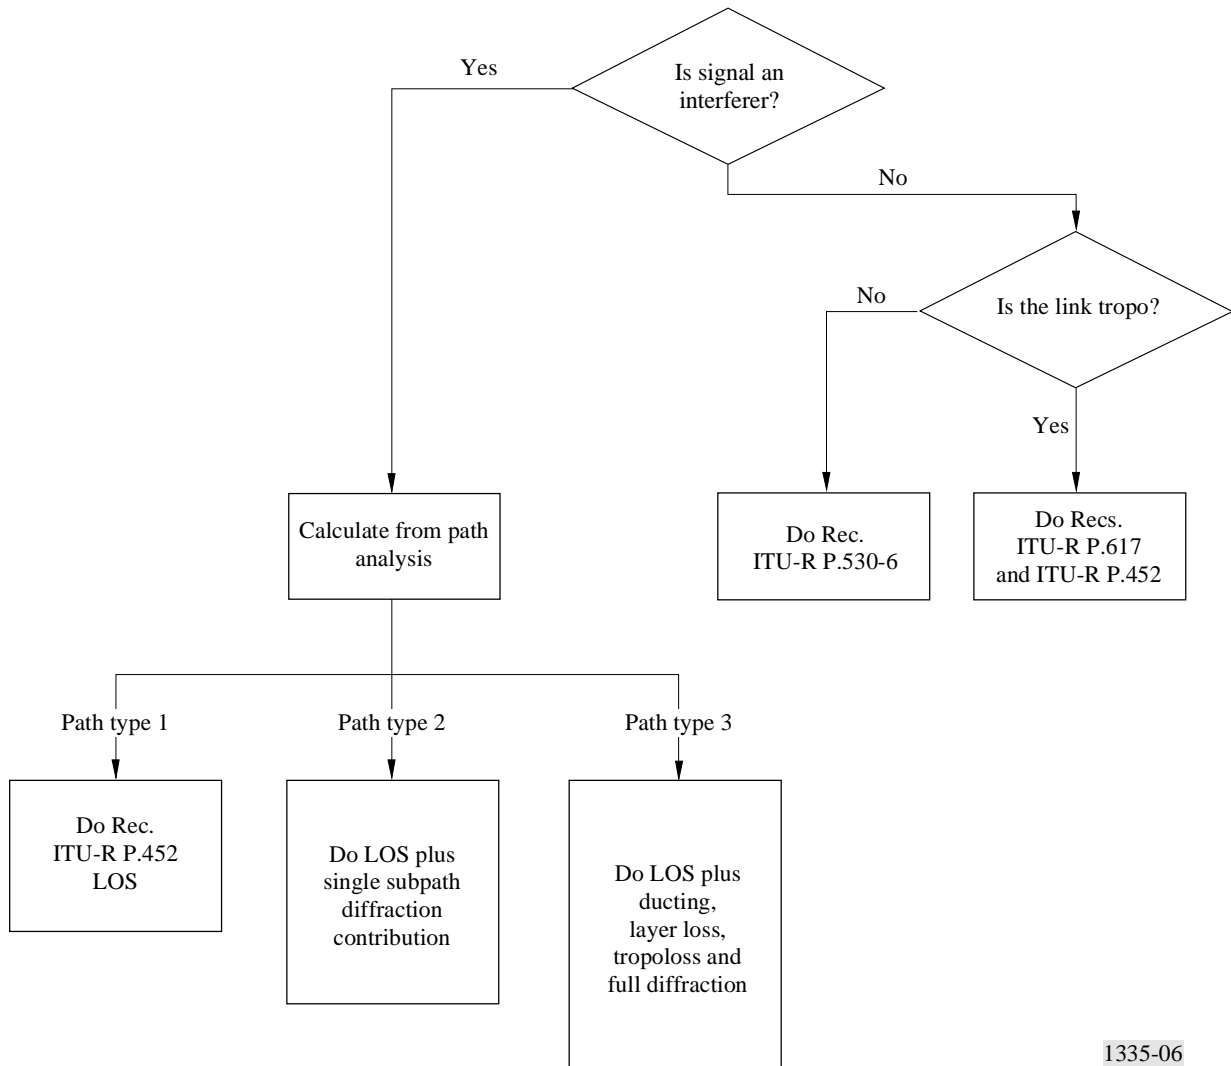 Is signal an
interferer?
Yes
No
Is the link tropo?
No
Yes
Calculate from path
analysis
Do Rec.
ITU-R P.530-6
Do Recs.
ITU-R P.617
and ITU-R P.452
Path type 1
Path type 2
Path type 3
Do Rec.
ITU-R P.452
LOS
Do LOS plus
single subpath
diffraction
contribution
Do LOS plus
ducting,
layer loss,
tropoloss and
full diffraction
1335-06